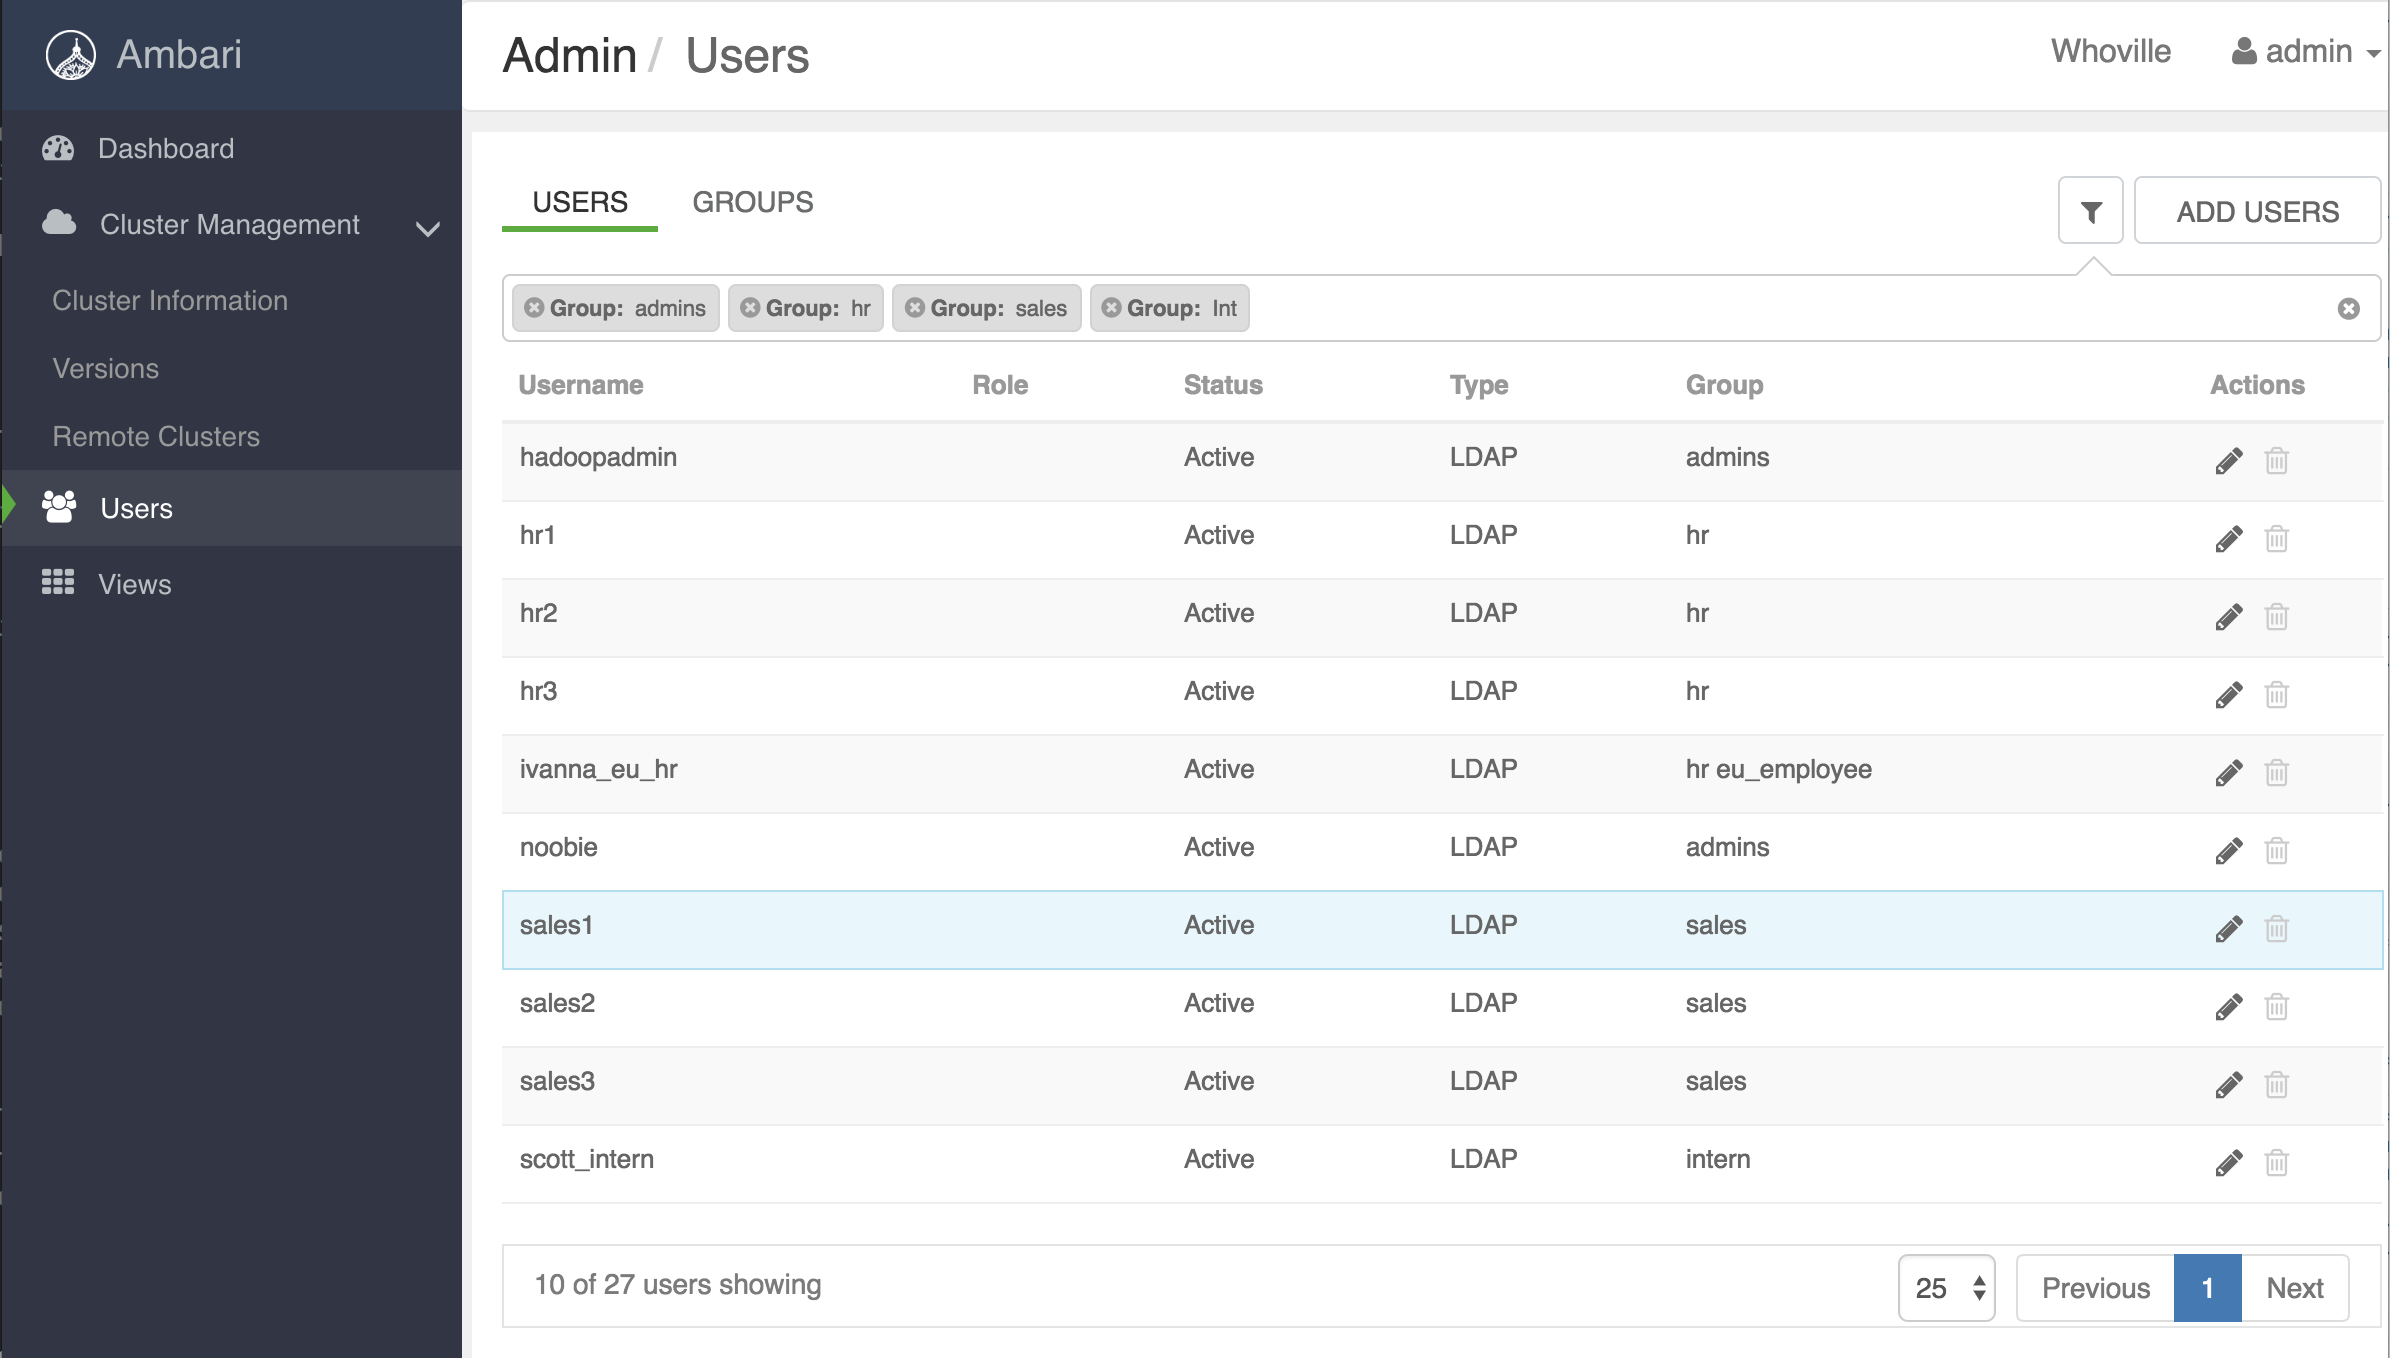 Ambari
Admin / Users
Whoville
admin
Dashboard
Cluster Management
Cluster Information
Versions
Remote Clusters
Users
Views
USERS GROUPS
ADD USERS
Group: admins Group: hr Group: sales Group: Int
Username Role Status Type Group Actions
hadoopadmin Active LDAP admins
hr1 Active LDAP hr
hr2 Active LDAP hr
hr3 Active LDAP hr
ivanna_eu_hr Active LDAP hr eu_employee
noobie Active LDAP admins
sales1 Active LDAP sales
sales2 Active LDAP sales
sales3 Active LDAP sales
scott_intern Active LDAP intern
10 of 27 users showing
25 Previous 1 Next